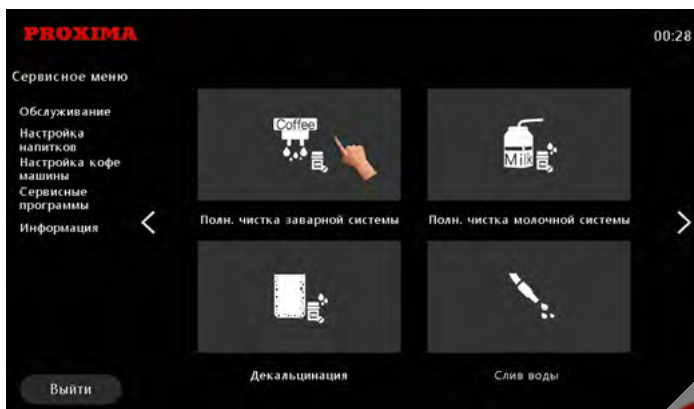 PROXIMA
00:28
Сервисное меню
Обслуживание
Настройка
напитков
Настройка кофе
машины
Сервисные
программы
Информация
Coffee
Milk
Полн. чистка заварной системы
Полн. чистка молочной системы
Декальцинация
Слив воды
Выйти